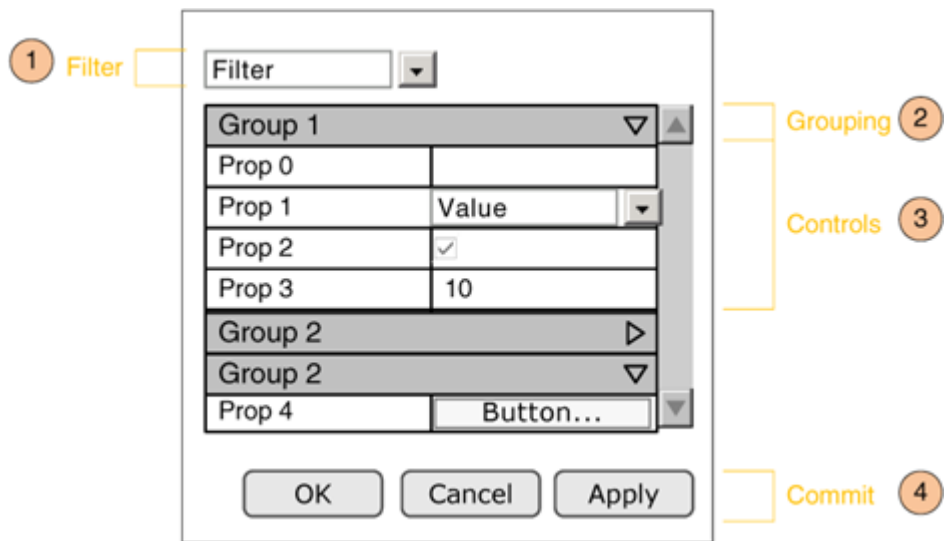 1 Filter
Filter
Group 1
Grouping 2
Prop 0
Prop 1 Value
Controls 3
Prop 2
Prop 3 10
Group 2
Group 2
Prop 4 Button...
OK Cancel Apply
Commit 4